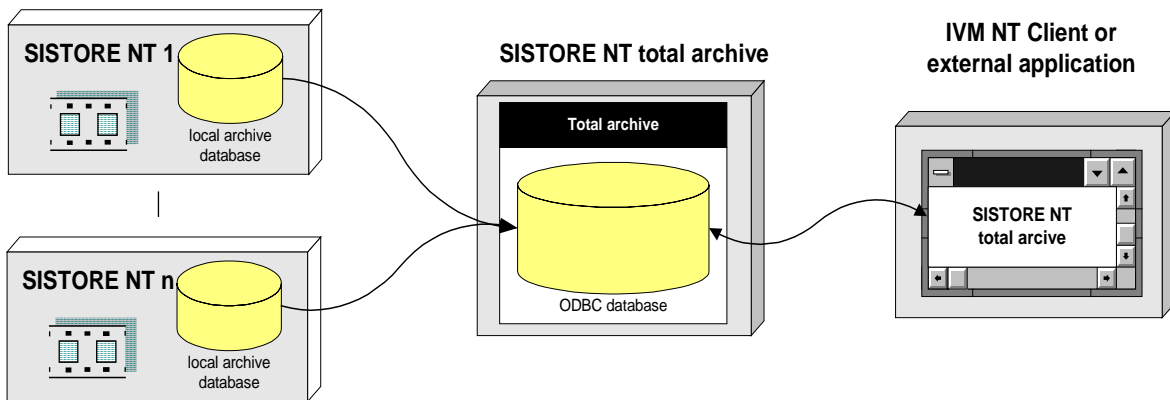 SISTORE NT 1
local archive
database
SISTORE NT n
local archive
database
SISTORE NT total archive
Total archive
ODBC database
IVM NT Client or
external application
SISTORE NT
total arcive